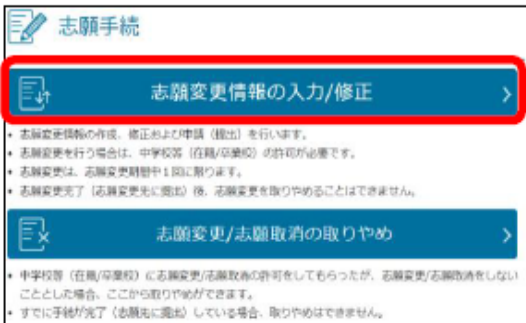 志願手続
志願変更情報の入力/修正
• 志願変更情報の作成、修正および申請（提出）を行います。
• 志願変更を行う場合は、中学校等（在籍/卒業校）の許可が必要です。
• 志願変更は、志願変更期間中１回に限ります。
• 志願変更完了（志願変更先に提出）後、志願変更を取りやめることはできません。
志願変更/志願取消の取りやめ
• 中学校等（在籍/卒業校）に志願変更/志願取消の許可をしてもらったが、志願変更/志願取消をしない
こととした場合、ここから取りやめができます。
• すでに手続が完了（志願先に提出）している場合、取りやめはできません。